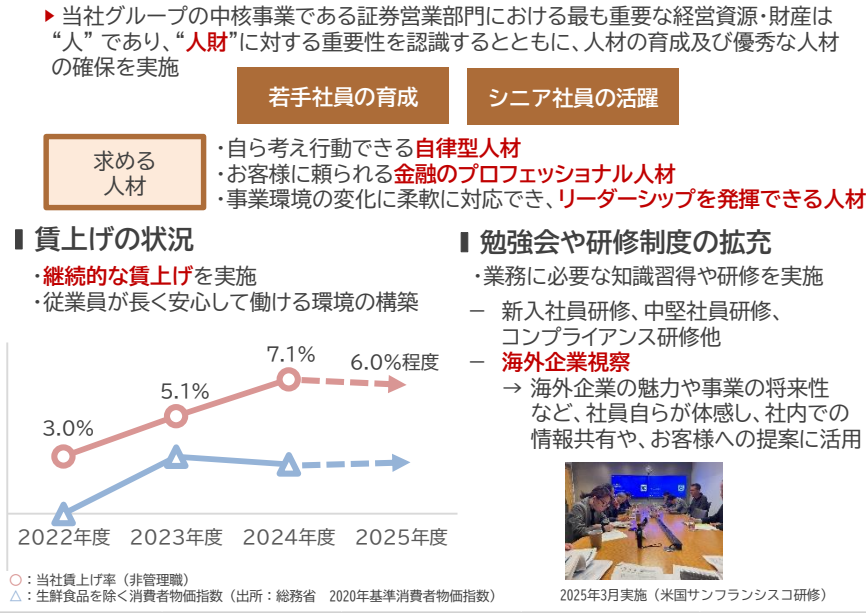 ▶ 当社グループの中核事業である証券営業部門における最も重要な経営資源・財産は
“人” であり、“人財”に対する重要性を認識するとともに、人材の育成及び優秀な人材
の確保を実施
若手社員の育成
シニア社員の活躍
求める
人材
・自ら考え行動できる自律型人材
・お客様に頼られる金融のプロフェッショナル人材
・事業環境の変化に柔軟に対応でき、リーダーシップを発揮できる人材
賃上げの状況
・継続的な賃上げを実施
・従業員が長く安心して働ける環境の構築
3.0%
5.1%
7.1%
6.0%程度
2022年度 2023年度 2024年度 2025年度
○：当社賃上げ率（非管理職）
△：生鮮食品を除く消費者物価指数（出所：総務省 2020年基準消費者物価指数）
勉強会や研修制度の拡充
・業務に必要な知識習得や研修を実施
－ 新入社員研修、中堅社員研修、
コンプライアンス研修他
－ 海外企業視察
→ 海外企業の魅力や事業の将来性
など、社員自らが体感し、社内での
情報共有や、お客様への提案に活用
2025年3月実施（米国サンフランシスコ研修）